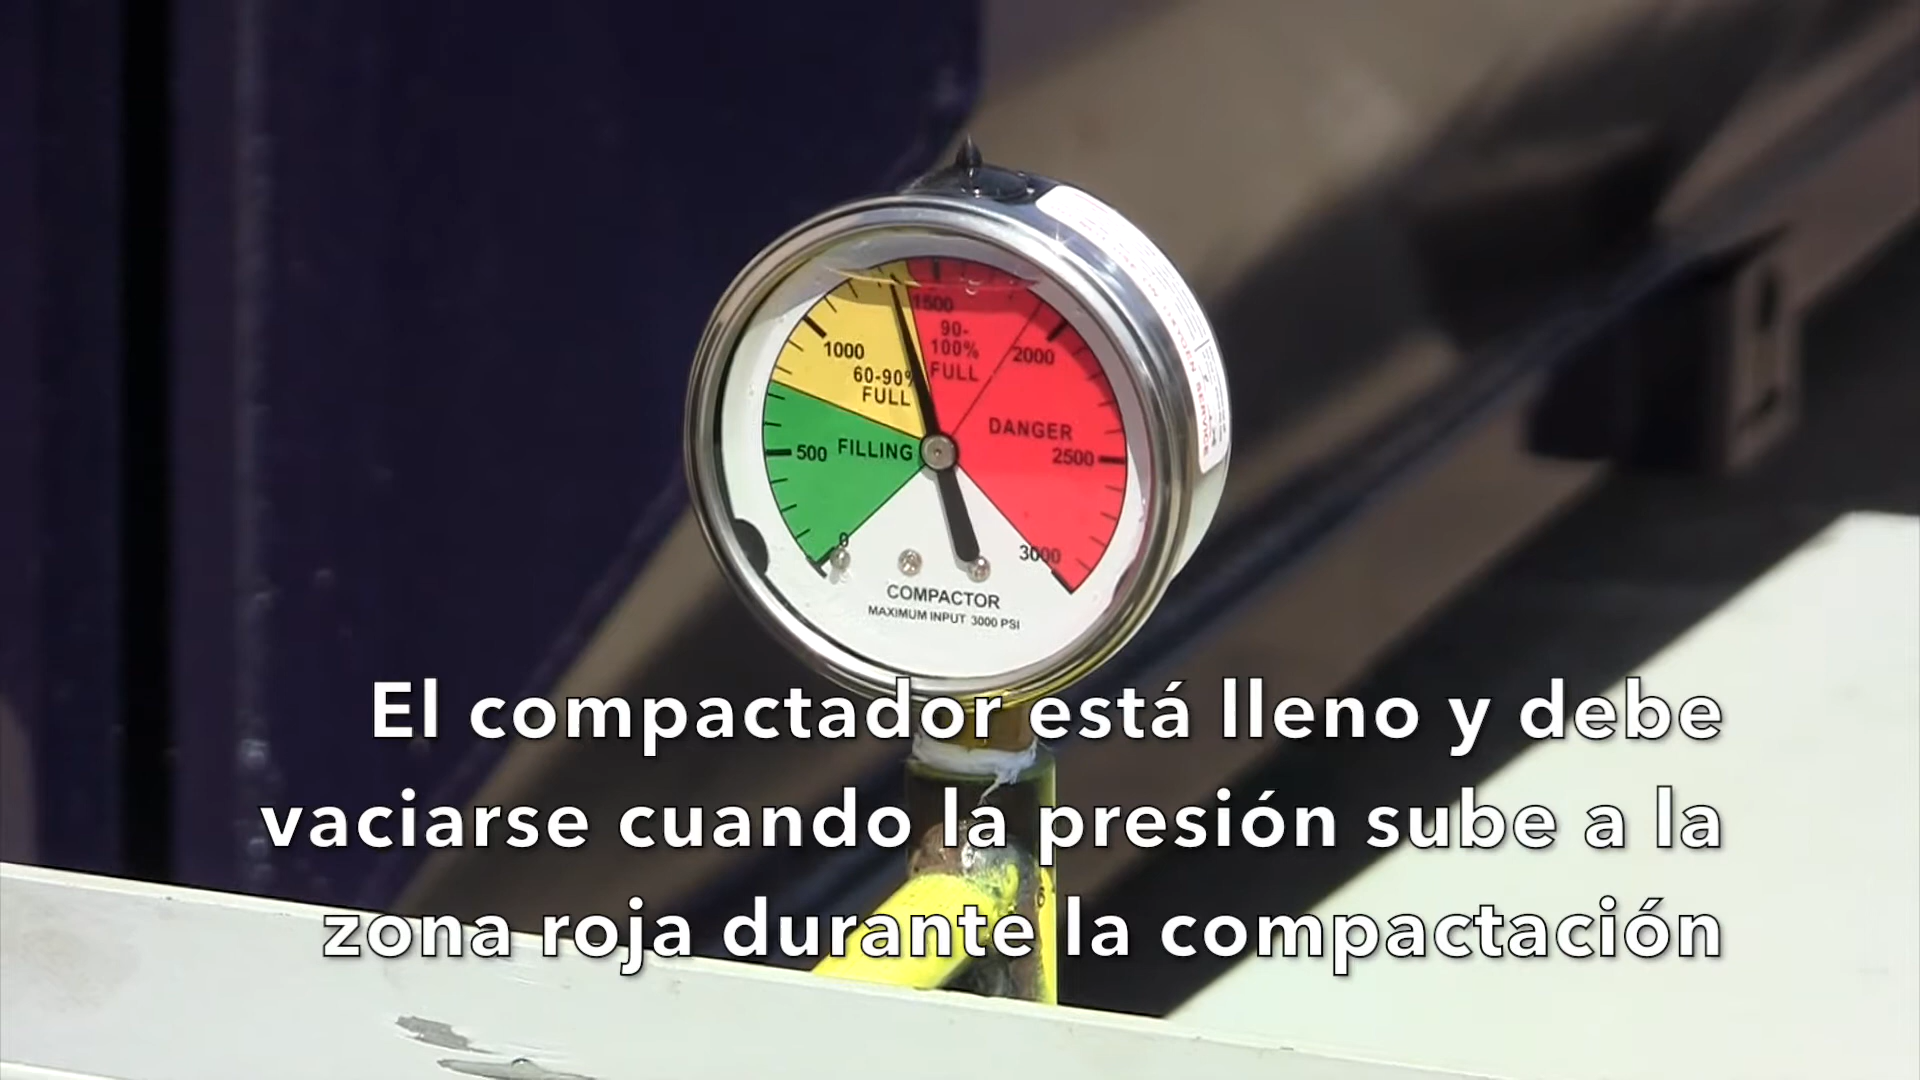 1500
90-
100%
FULL
1000
2000
60-90%
FULL
DANGER
500
FILLING
2500
0
3000
COMPACTOR
MAXIMUM INPUT 3000 PSI
El compactador está lleno y debe
vaciarse cuando la presión sube a la
zona roja durante la compactación